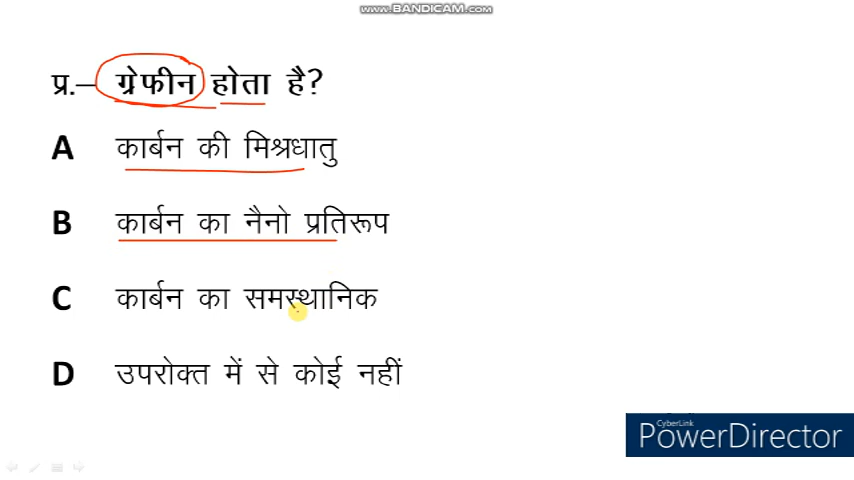 WWW.BANDICAM.COM
प्र.– ग्रेफीन होता है?
A कार्बन की मिश्रधातु
B कार्बन का नैनो प्रतिरूप
C कार्बन का समस्थानिक
D उपरोक्त में से कोई नहीं
CyberLink
PowerDirector